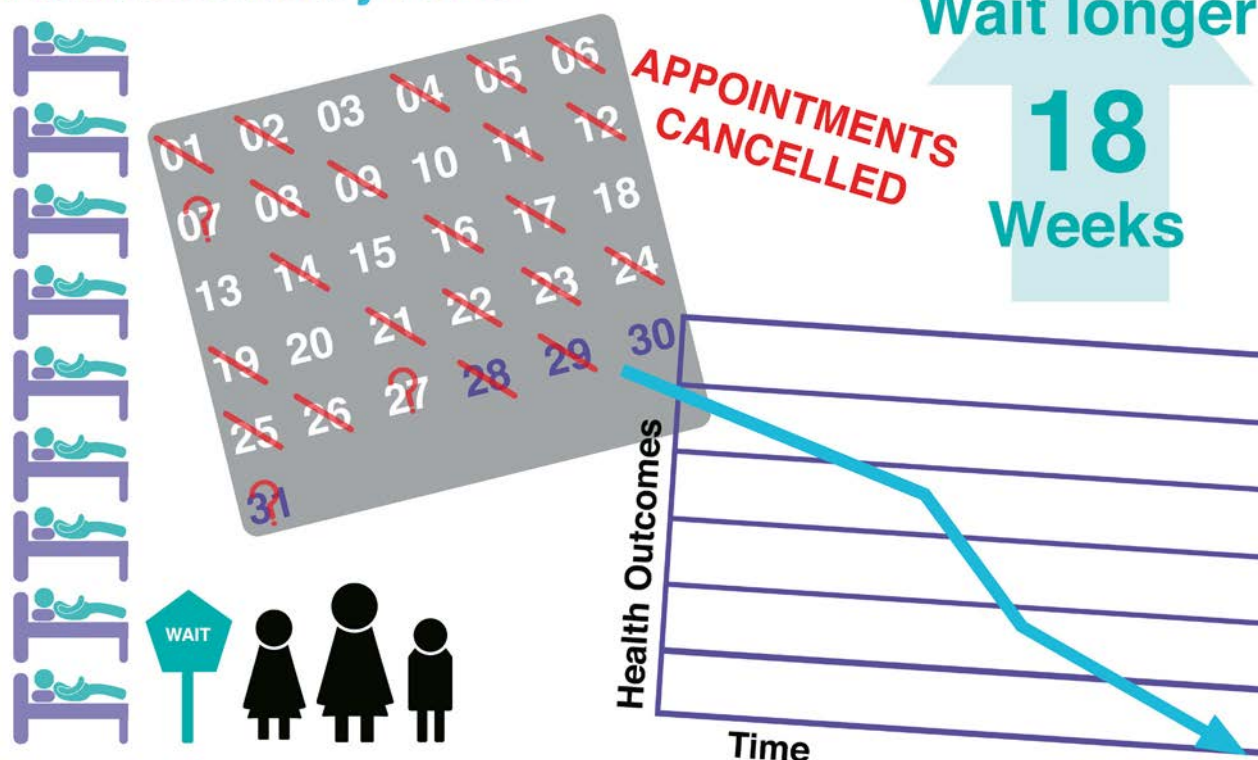 Wait longer
18
Weeks
APPOINTMENTS
CANCELLED
01 02 03 04 05 06
07 08 09 10 11 12
13 14 15 16 17 18
19 20 21 22 23 24
25 26 27 28 29 30
31
? ? ?
WAIT
Health Outcomes
Time